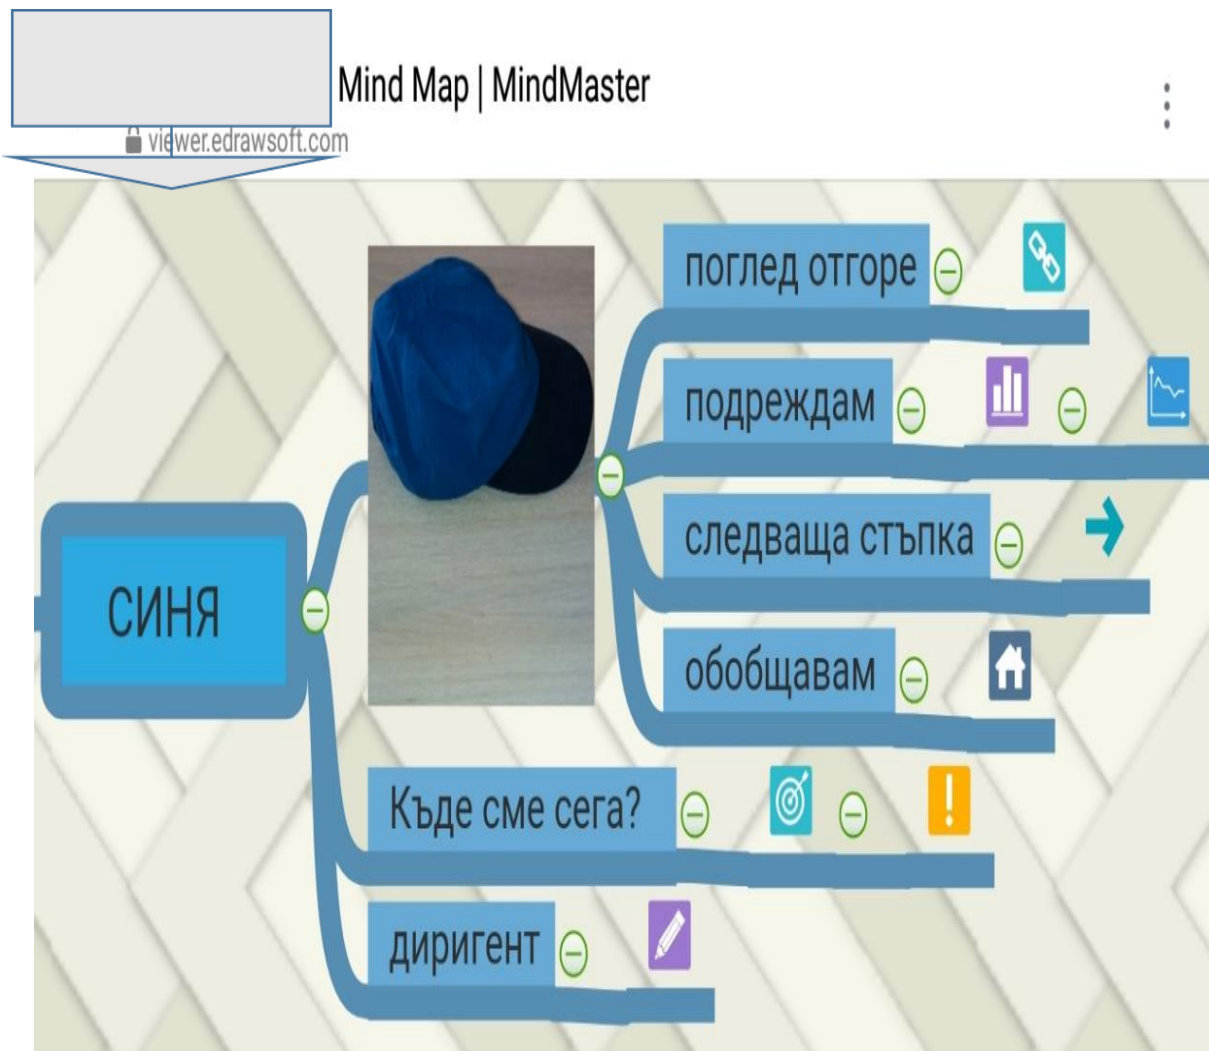 Mind Map | MindMaster
viewer.edrawsoft.com
СИНЯ
поглед отгоре
подреждам
следваща стъпка
обобщавам
Къде сме сега?
диригент